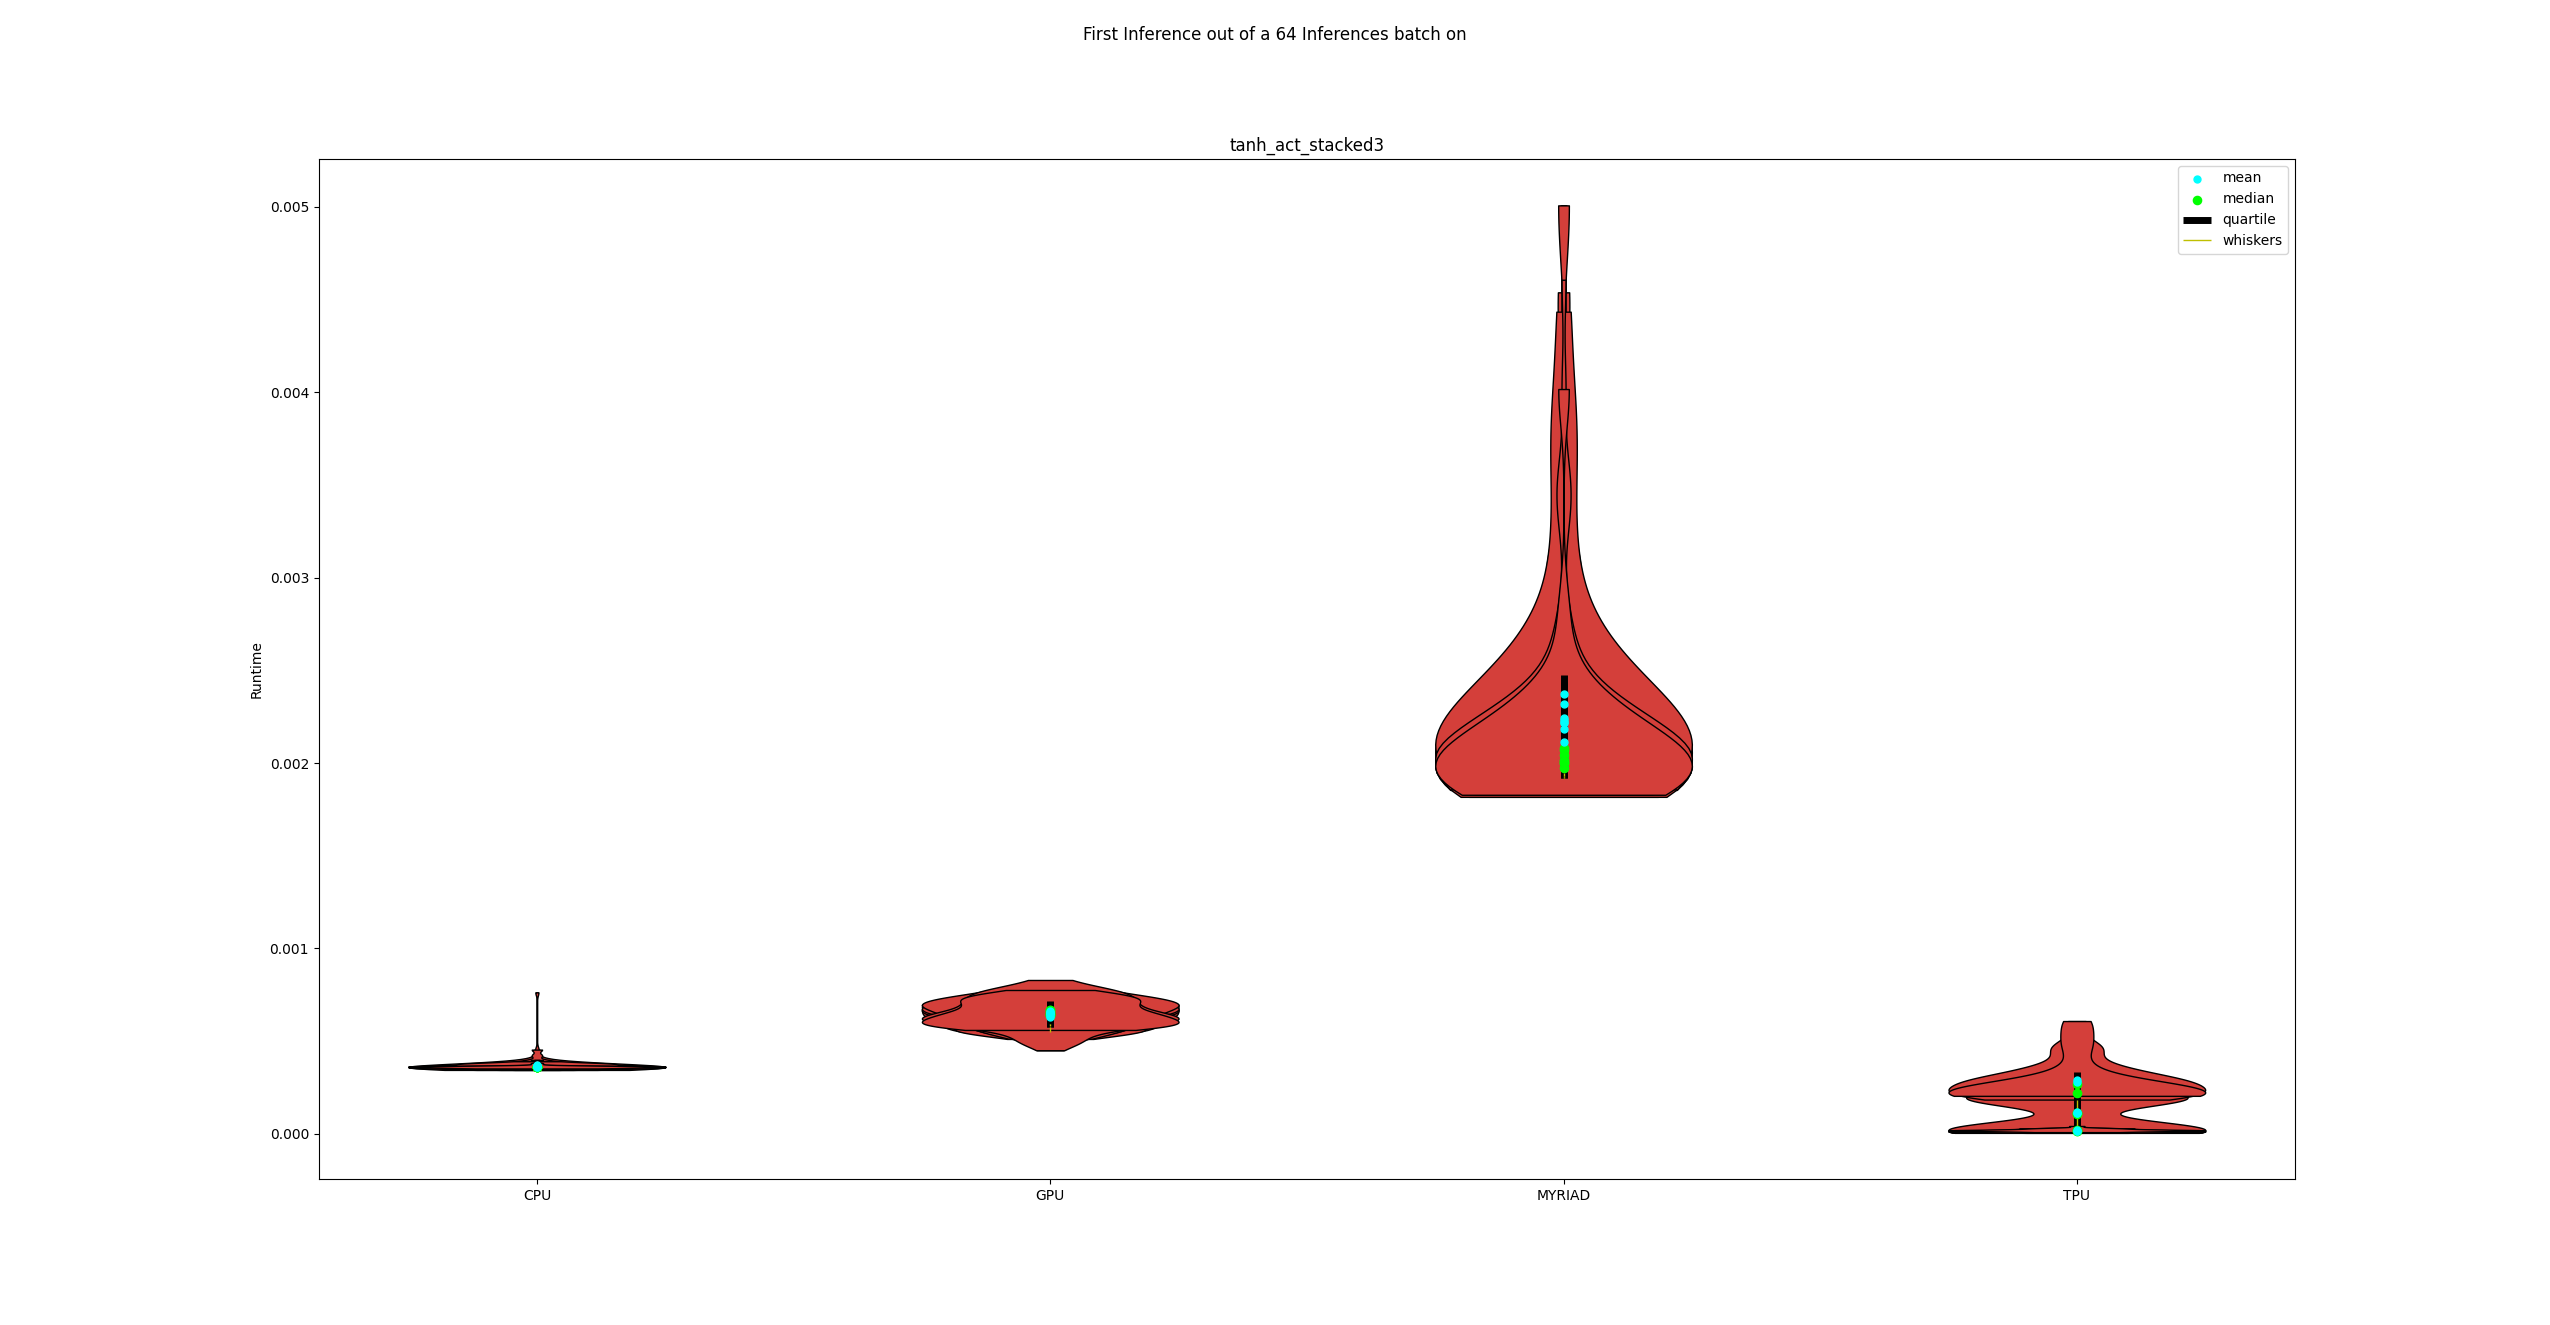 First Inference out of a 64 Inferences batch on
tanh_act_stacked3
mean
median
quartile
whiskers
0.005
0.004
0.003
0.002
0.001
0.000
Runtime
CPU
GPU
MYRIAD
TPU